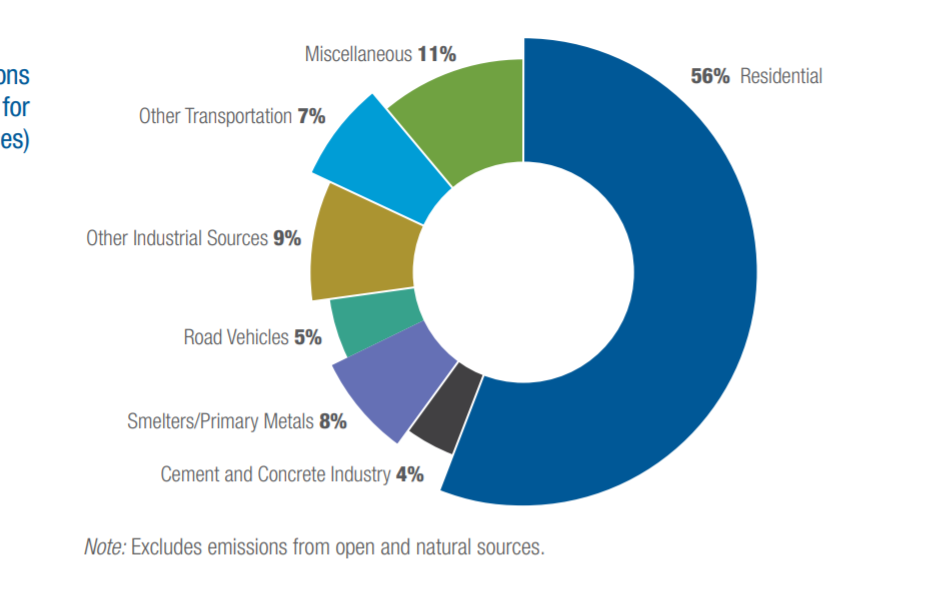 ons
for
es)
Miscellaneous 11%
56% Residential
Other Transportation 7%
Other Industrial Sources 9%
Road Vehicles 5%
Smelters/Primary Metals 8%
Cement and Concrete Industry 4%
Note: Excludes emissions from open and natural sources.